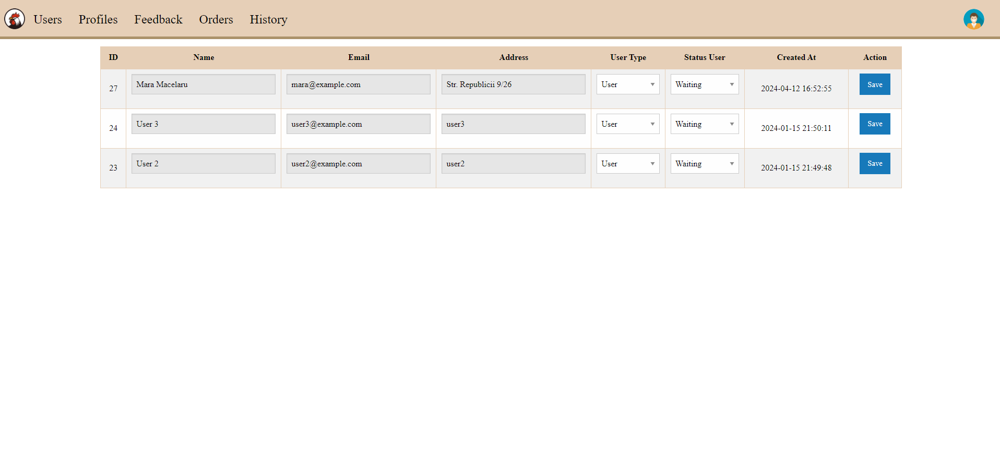 Users Profiles Feedback Orders History
ID Name Email Address User Type Status User Created At Action
27 Mara Macelaru mara@example.com Str. Republicii 9/26 User Waiting 2024-04-12 16:52:55 Save
24 User 3 user3@example.com user3 User Waiting 2024-01-15 21:50:11 Save
23 User 2 user2@example.com user2 User Waiting 2024-01-15 21:49:48 Save